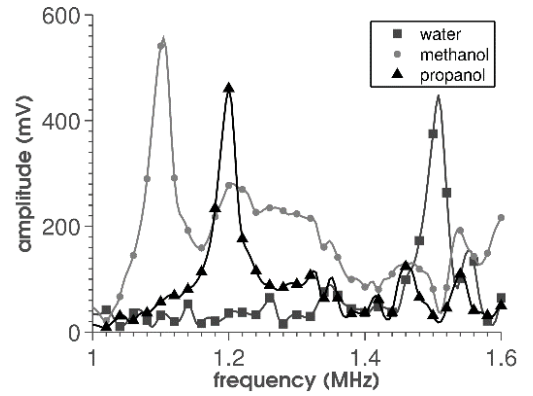 600
400
200
0
amplitude (mV)
water
methanol
propanol
1
1.2
1.4
1.6
frequency (MHz)